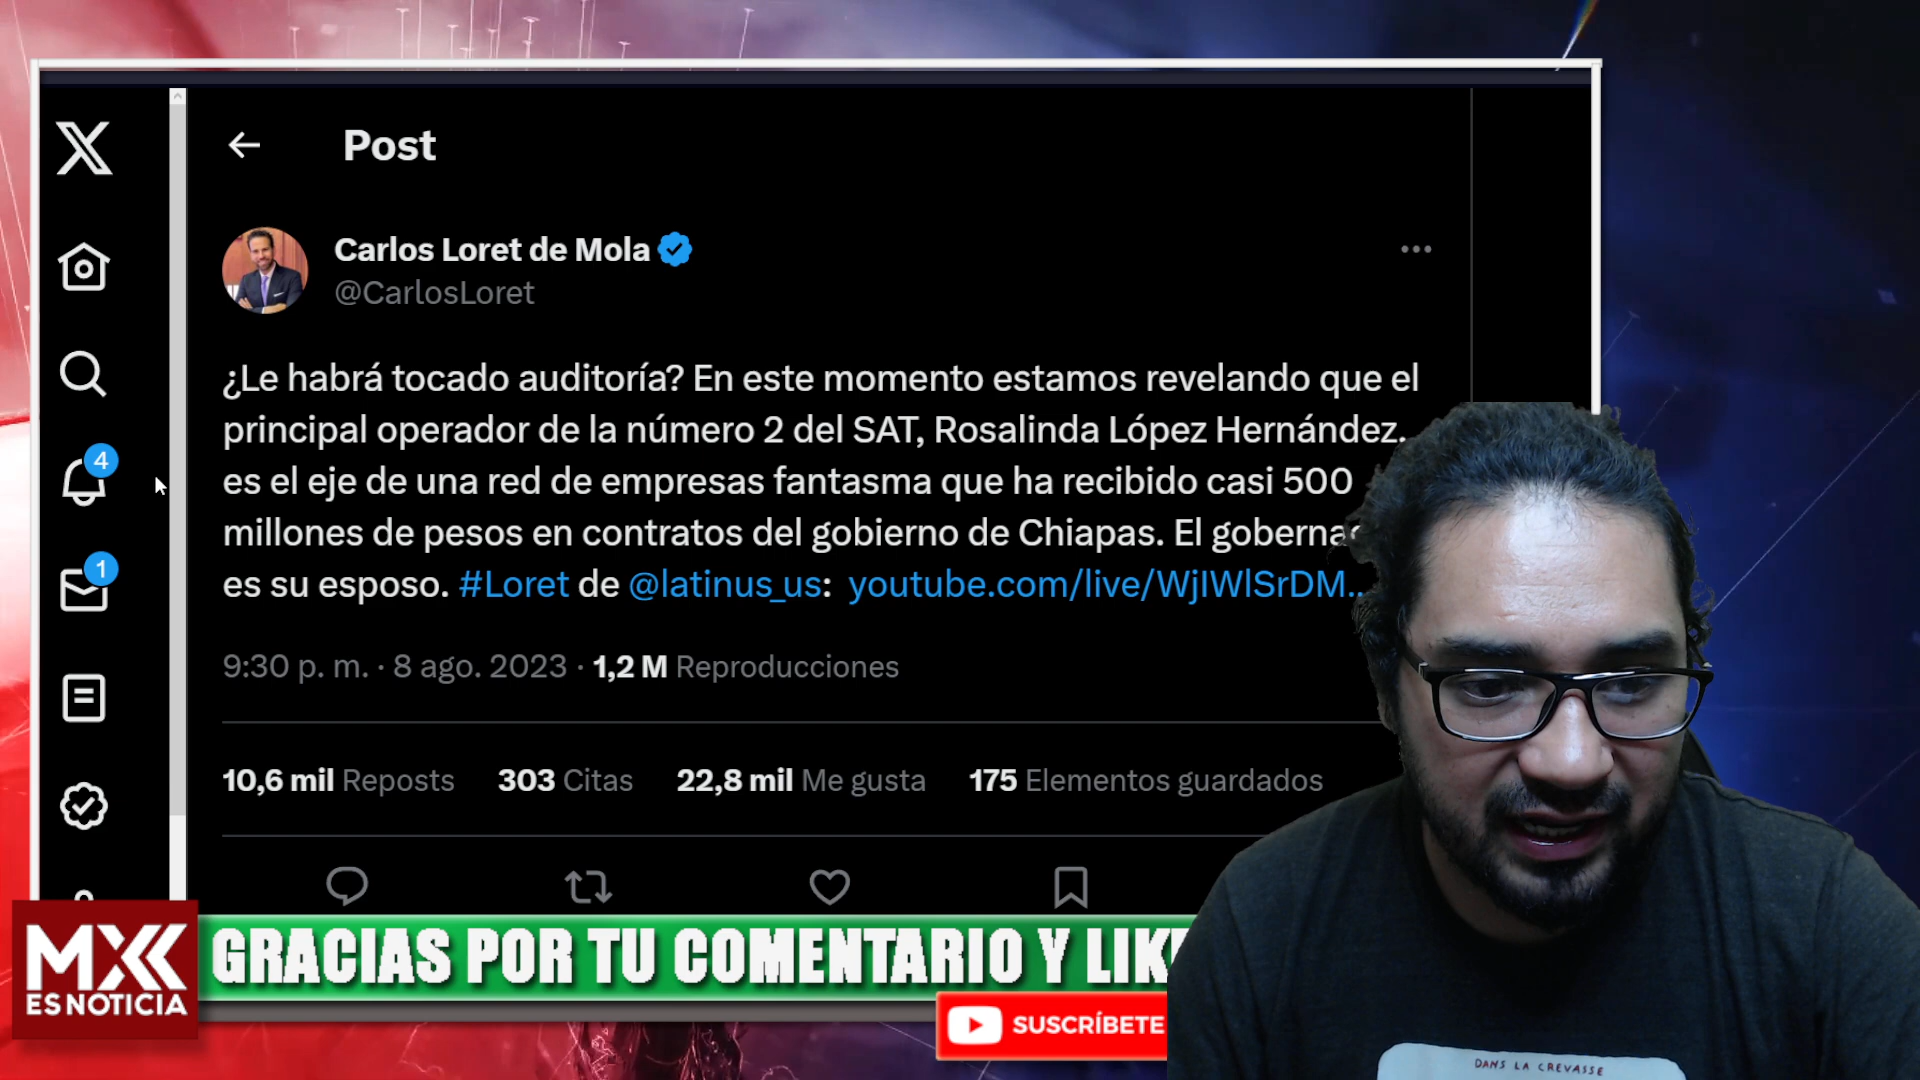 Post
Carlos Loret de Mola
@CarlosLoret
¿Le habrá tocado auditoría? En este momento estamos revelando que el
principal operador de la número 2 del SAT, Rosalinda López Hernández.
es el eje de una red de empresas fantasma que ha recibido casi 500
millones de pesos en contratos del gobierno de Chiapas. El
es su esposo. #Loret de @latinus_us: youtube.com/live/WjIWlSrDM...
9:30 p. m. · 8 ago. 2023 · 1,2 M Reproducciones
10,6 mil Reposts 303 Citas 22,8 mil Me gusta 175 Elementos guardados
4
1
MX
ES NOTICIA
GRACIAS POR TU COMENTARIO Y
SUSCRÍBETE
DANS LA CREVASSE